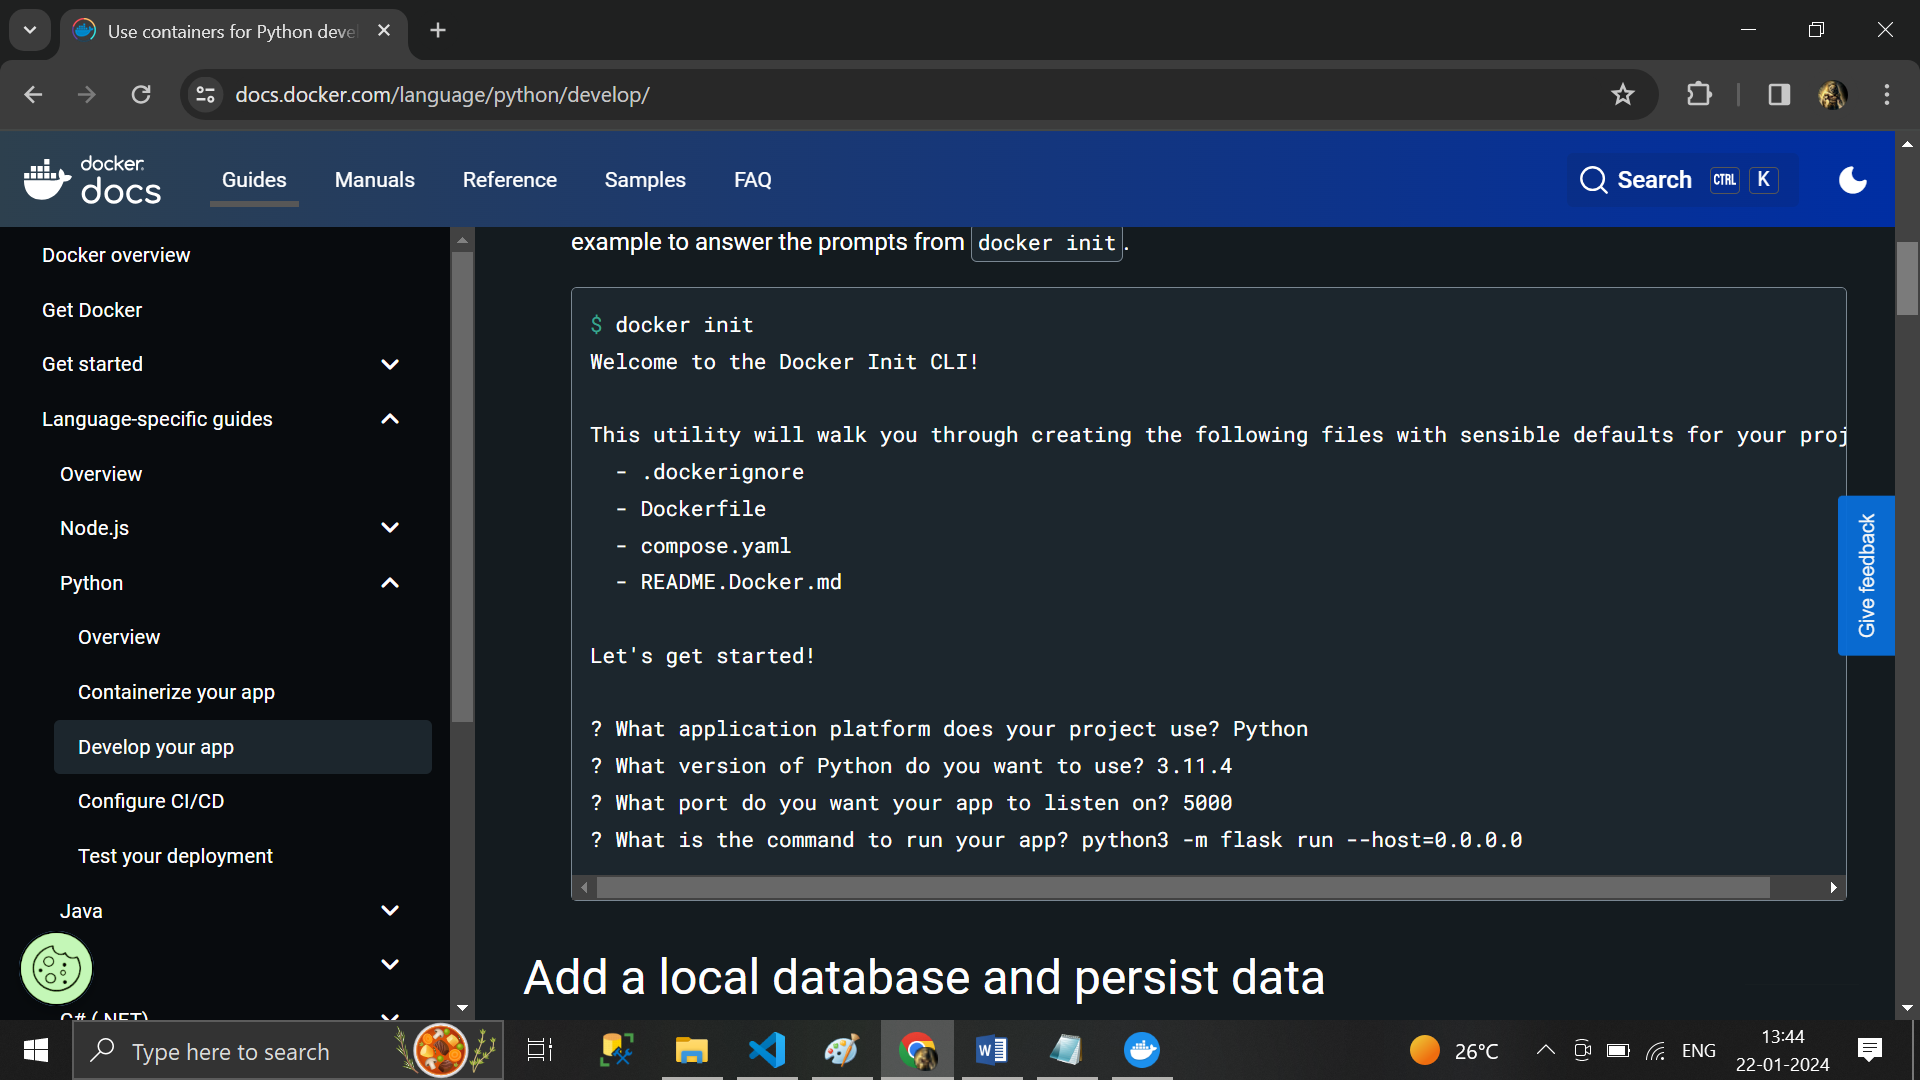 Use containers for Python deve
docs.docker.com/language/python/develop/
docker
docs
Guides
Manuals
Reference
Samples
FAQ
Search
CTRL
K
Docker overview
Get Docker
Get started
Language-specific guides
Overview
Node.js
Python
Overview
Containerize your app
Develop your app
Configure CI/CD
Test your deployment
Java
C# (.NET)
example to answer the prompts from docker init.
$ docker init
Welcome to the Docker Init CLI!
This utility will walk you through creating the following files with sensible defaults for your proj
- .dockerignore
- Dockerfile
- compose.yaml
- README.Docker.md
Let's get started!
? What application platform does your project use? Python
? What version of Python do you want to use? 3.11.4
? What port do you want your app to listen on? 5000
? What is the command to run your app? python3 -m flask run --host=0.0.0.0
Add a local database and persist data
Give feedback
Type here to search
W
26°C
ENG
13:44
22-01-2024